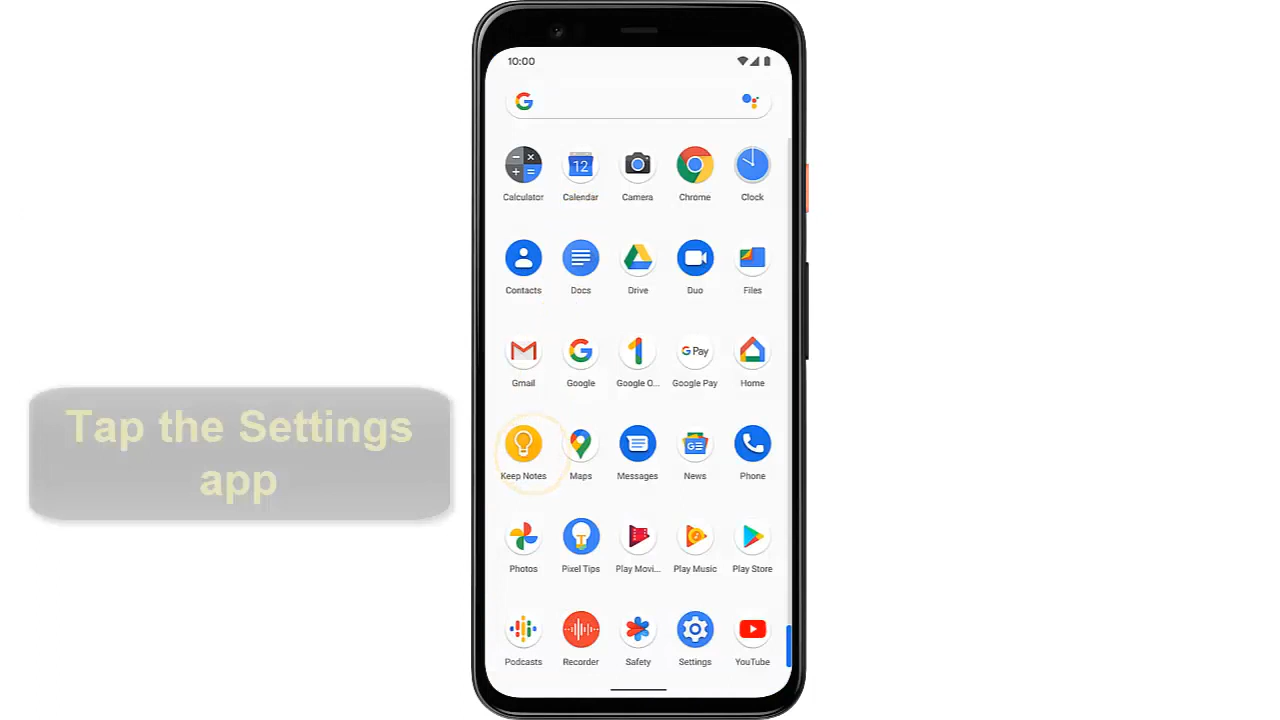 10:00
Calculator Calendar Camera Chrome Clock
Contacts Docs Drive Duo Files
Gmail Google Google O... Google Pay Home
Tap the Settings
app
Keep Notes Maps Messages News Phone
Photos Pixel Tips Play Movi... Play Music Play Store
Podcasts Recorder Safety Settings YouTube
12
G Pay
GE